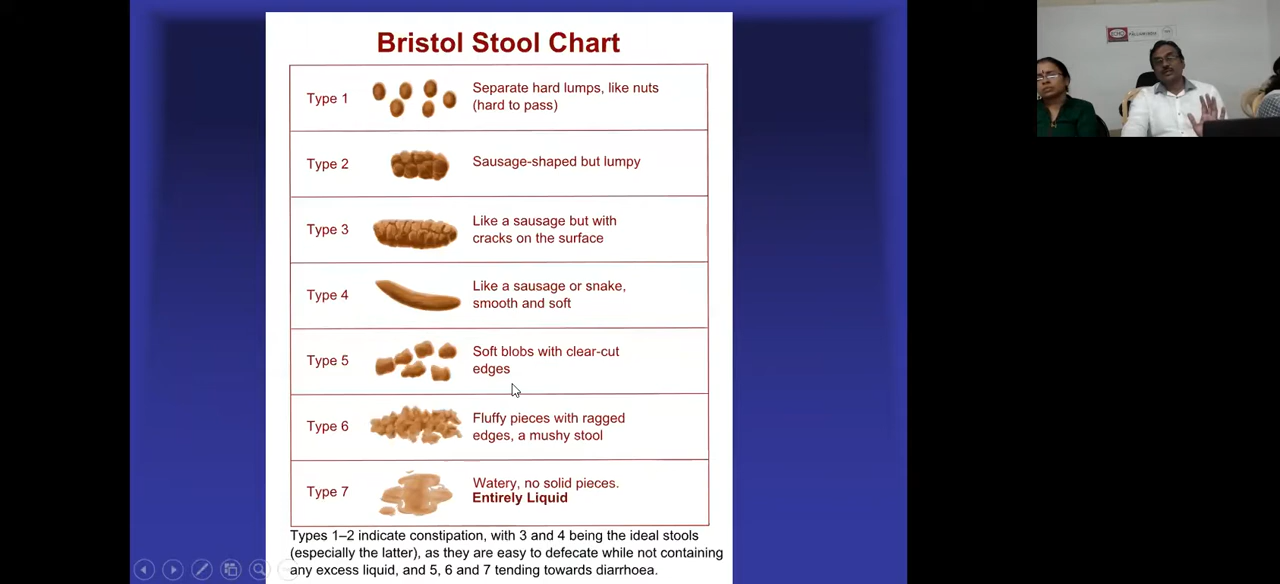 Bristol Stool Chart
Type 1
Separate hard lumps, like nuts
(hard to pass)
Type 2
Sausage-shaped but lumpy
Type 3
Like a sausage but with
cracks on the surface
Type 4
Like a sausage or snake,
smooth and soft
Type 5
Soft blobs with clear-cut
edges
Type 6
Fluffy pieces with ragged
edges, a mushy stool
Type 7
Watery, no solid pieces.
Entirely Liquid
Types 1–2 indicate constipation, with 3 and 4 being the ideal stools
(especially the latter), as they are easy to defecate while not containing
any excess liquid, and 5, 6 and 7 tending towards diarrhoea.